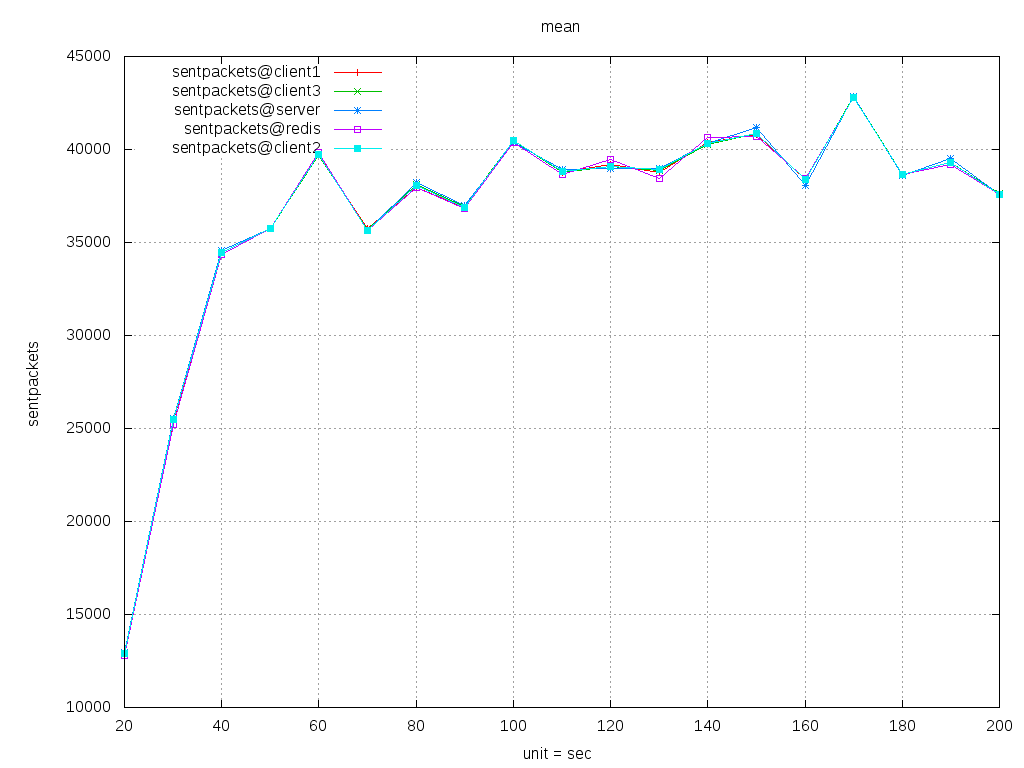 mean
45000
40000
35000
30000
25000
20000
15000
10000
sentpackets
sentpackets@client1
sentpackets@client3
sentpackets@server
sentpackets@redis
sentpackets@client2
20 40 60 80 100 120 140 160 180 200
unit = sec